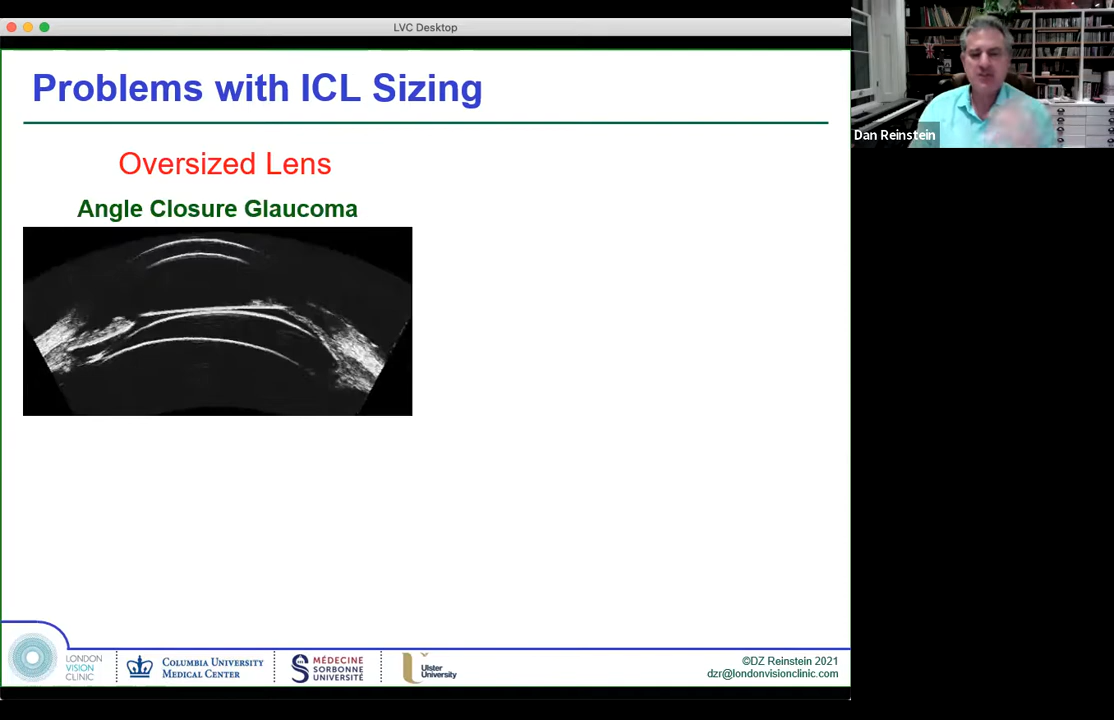 LVC Desktop
Problems with ICL Sizing
Oversized Lens
Angle Closure Glaucoma
Dan Reinstein
LONDON
VISION
CLINIC
COLUMBIA UNIVERSITY
MEDICAL CENTER
MÉDECINE
SORBONNE
UNIVERSITÉ
Ulster
University
©DZ Reinstein 2021
dzr@londonvisionclinic.com